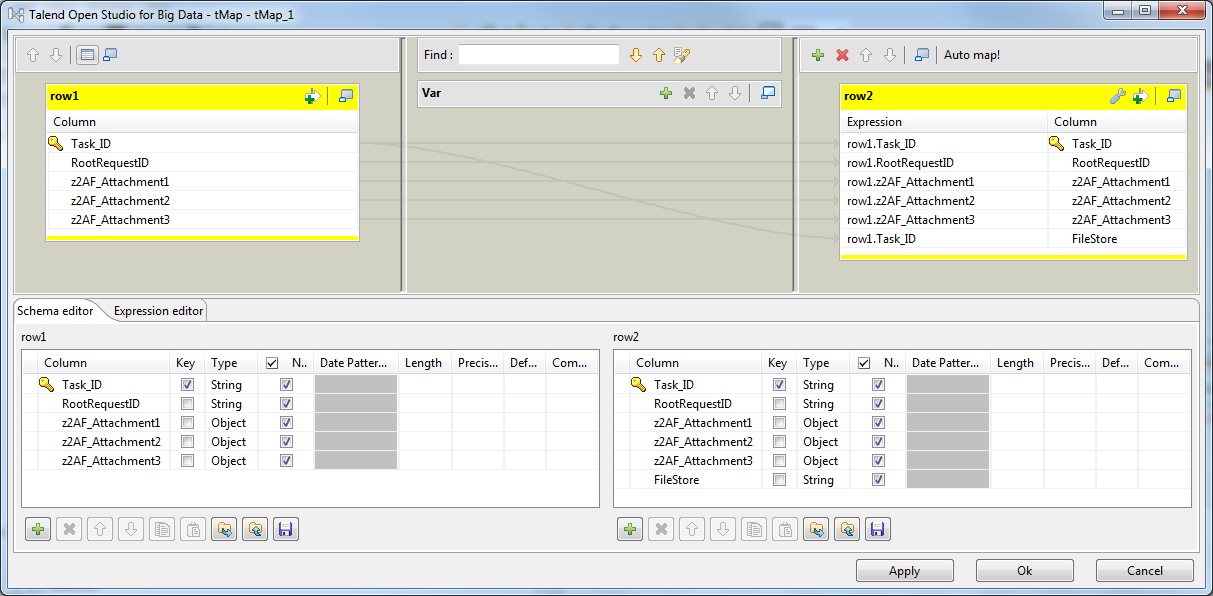 Talend Open Studio for Big Data - tMap - tMap_1
Find :
Auto map!
row1
Column
Task_ID
RootRequestID
z2AF_Attachment1
z2AF_Attachment2
z2AF_Attachment3
Var
row2
Expression Column
row1.Task_ID Task_ID
row1.RootRequestID RootRequestID
row1.z2AF_Attachment1 z2AF_Attachment1
row1.z2AF_Attachment2 z2AF_Attachment2
row1.z2AF_Attachment3 z2AF_Attachment3
row1.Task_ID FileStore
Schema editor Expression editor
row1
Column Key Type N.. Date Patter... Length Precis... Def... Com...
Task_ID String
RootRequestID String
z2AF_Attachment1 Object
z2AF_Attachment2 Object
z2AF_Attachment3 Object
row2
Column Key Type N.. Date Patter... Length Precis... Def... Com...
Task_ID String
RootRequestID String
z2AF_Attachment1 Object
z2AF_Attachment2 Object
z2AF_Attachment3 Object
FileStore String
Apply Ok Cancel